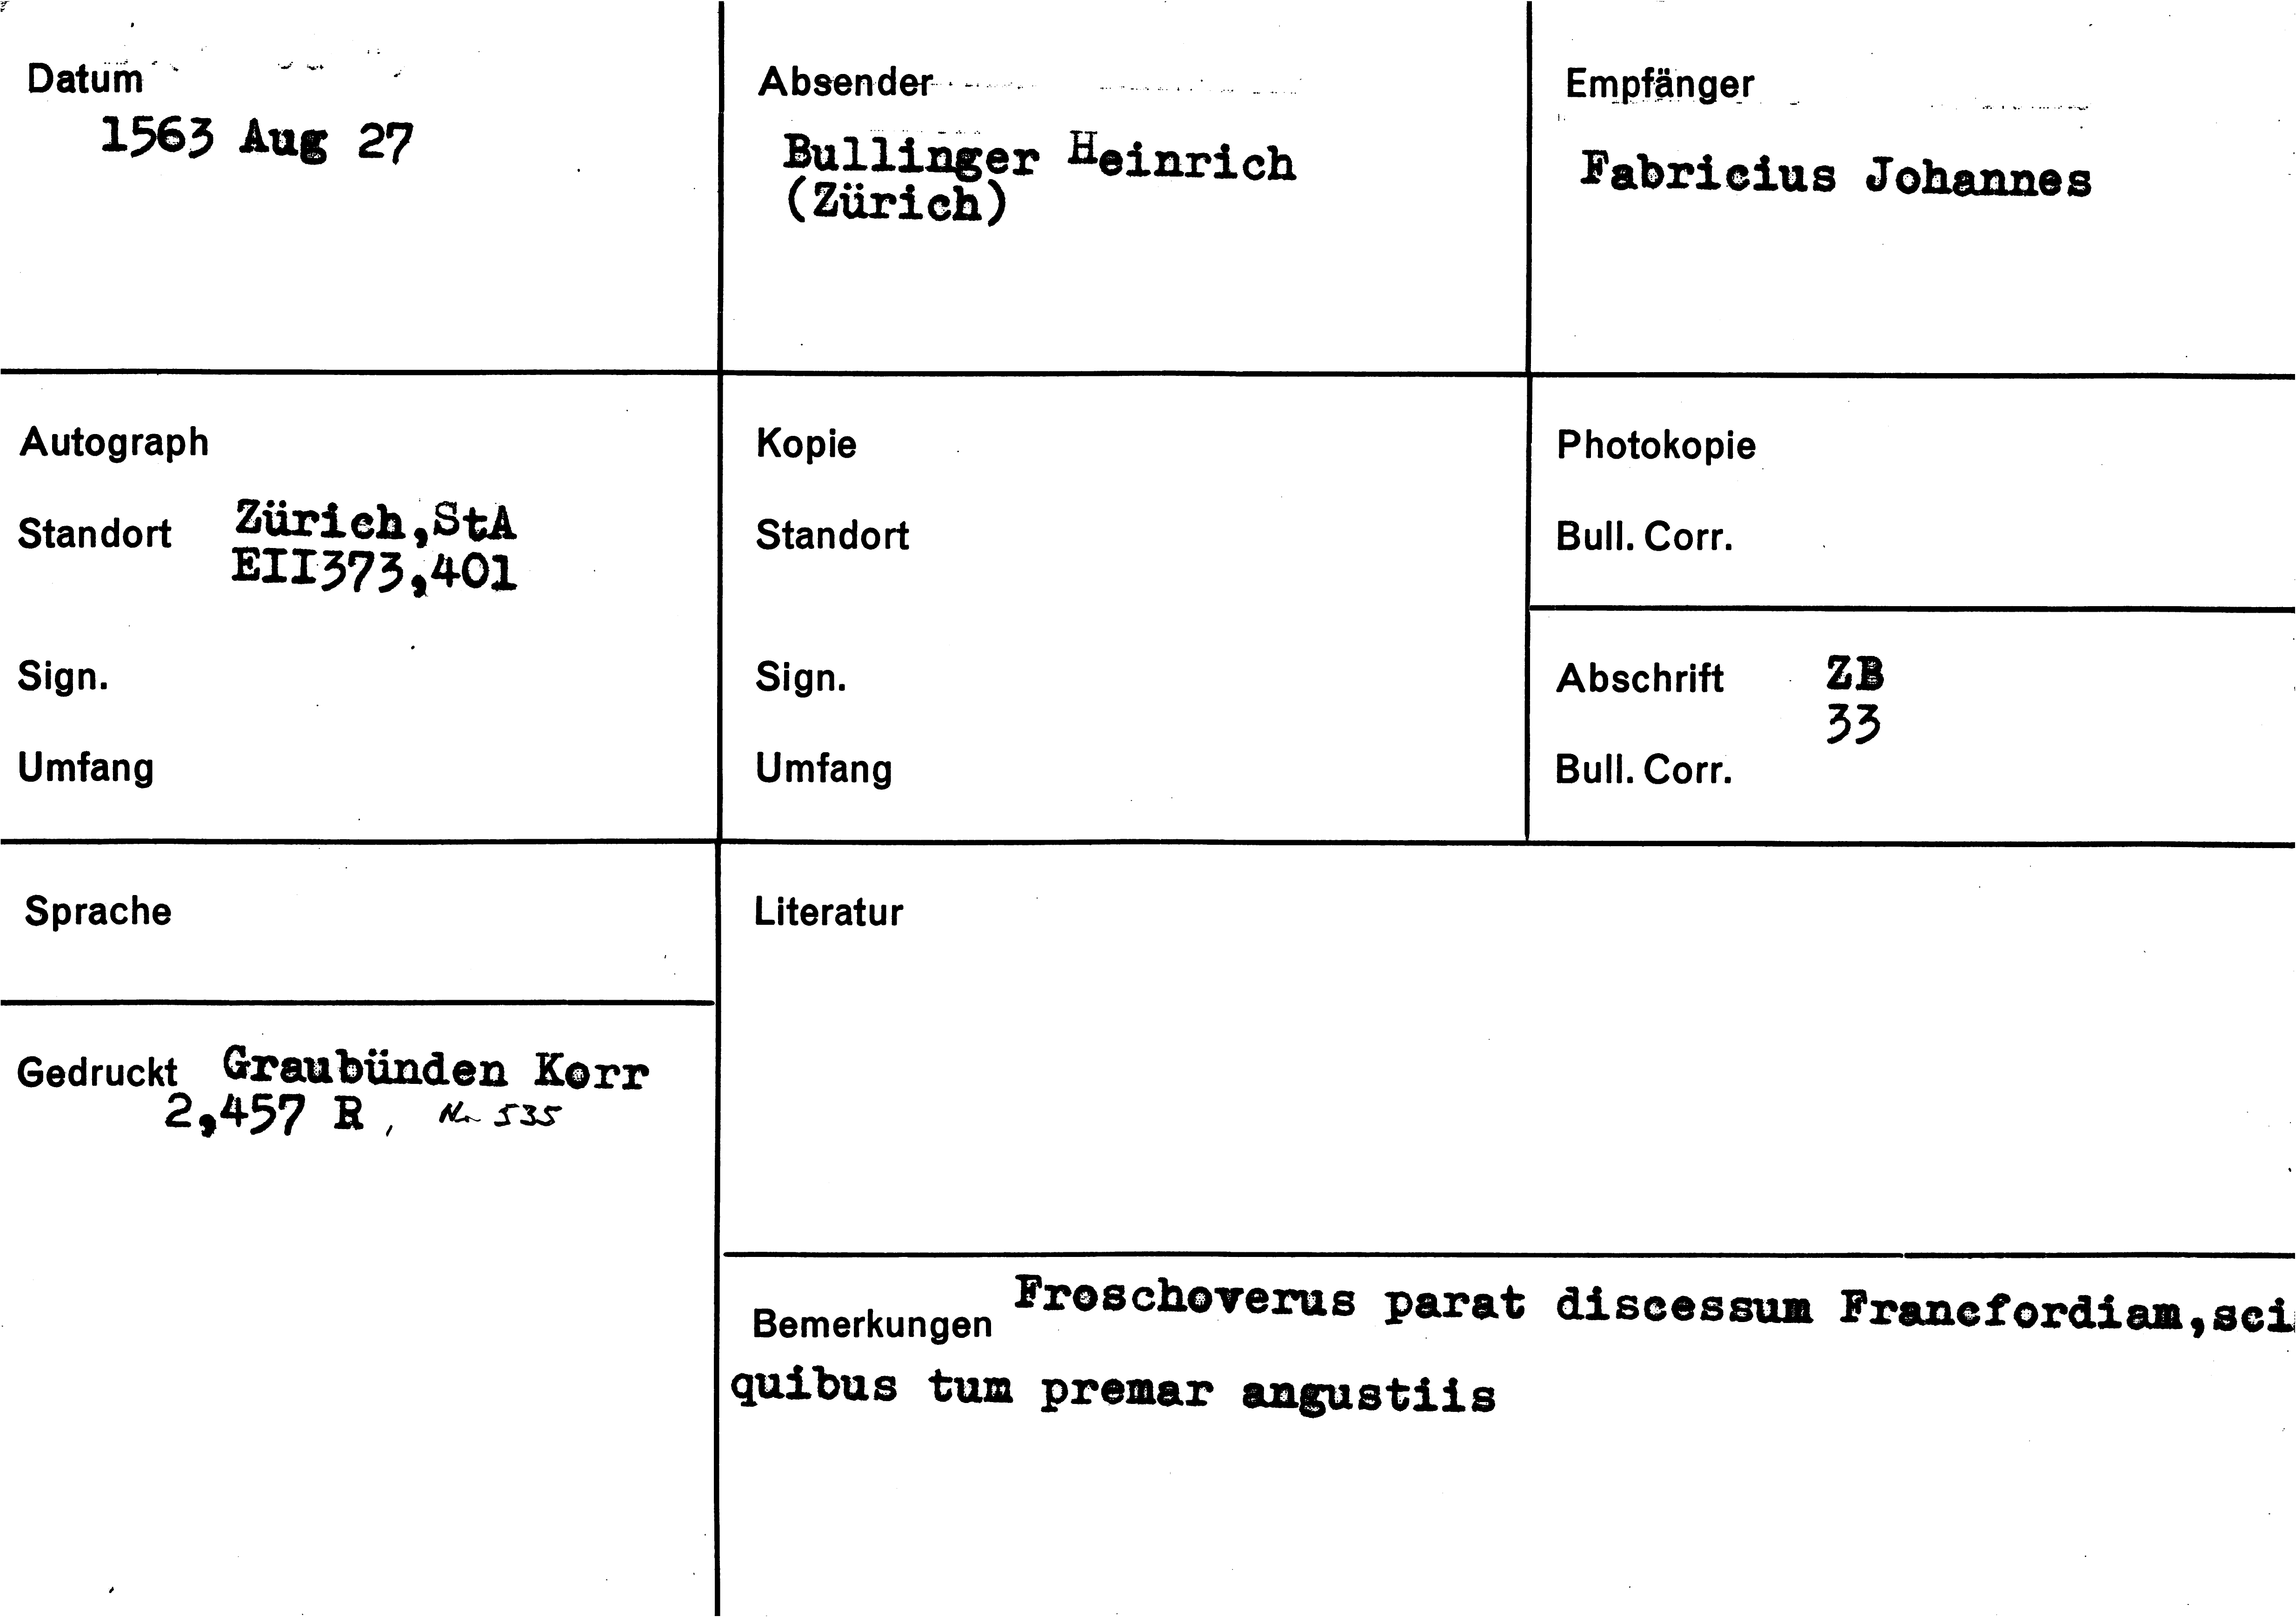 Datum
1563 Aug 27
Absender
Bullinger Heinrich
(Zürich)
Empfänger
Fabricius Johannes
Autograph
Standort Zürich,StA
EII373,401
Sign.
Umfang
Kopie
Standort
Sign.
Umfang
Photokopie
Bull. Corr.
Abschrift ZB
33
Bull. Corr.
Sprache
Gedruckt Graubünden Korr
2,457 R, Nr 535
Literatur
Bemerkungen Froschoverus parat discessum Francfordiam,sci
quibus tum premar angustiis